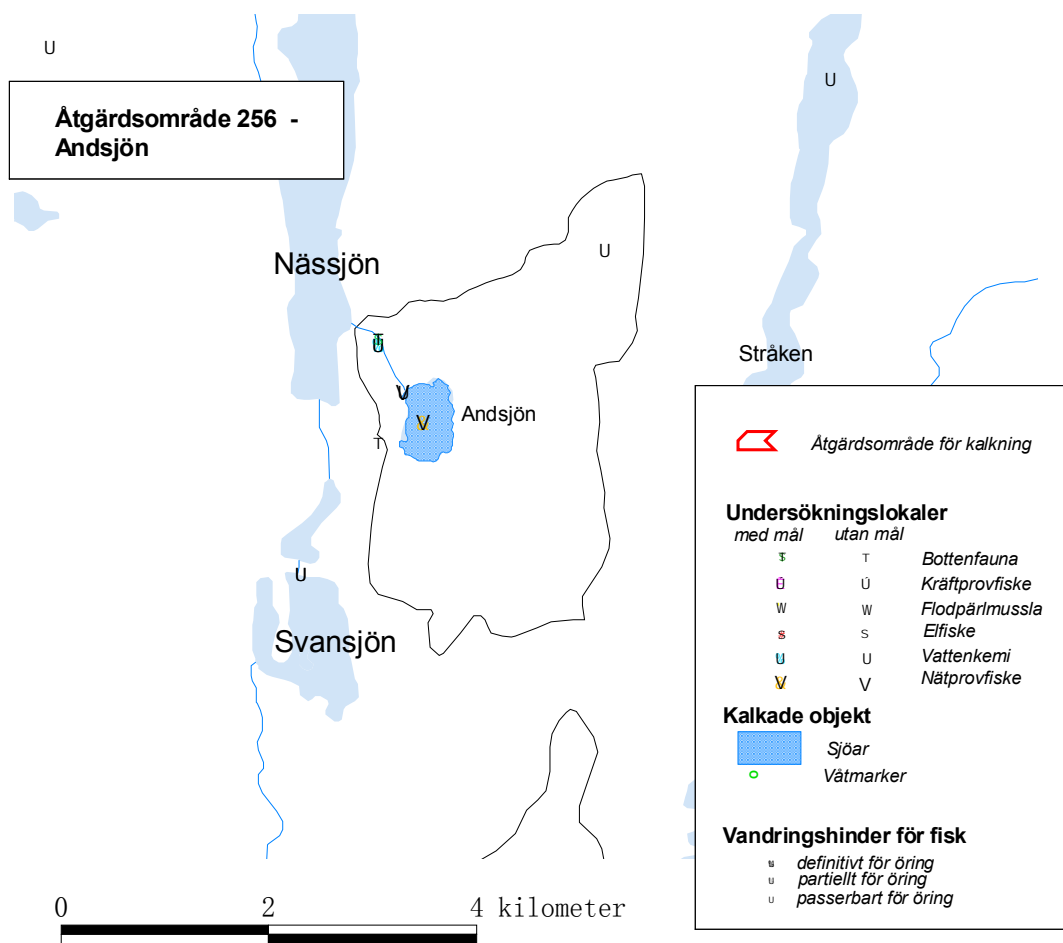 U
U
Åtgärdsområde 256 -
Andsjön
Nässjön
U
T
U
Stråken
V
Andsjön
V
T
U
Svansjön
Åtgärdsområde för kalkning
Undersökningslokaler
med mål utan mål
T T Bottenfauna
Ú Ú Kräftprovfiske
W W Flodpärlmussla
S S Elfiske
U U Vattenkemi
V V Nätprovfiske
Kalkade objekt
Sjöar
Våtmarker
Vandringshinder för fisk
definitivt för öring
U partiellt för öring
U passerbart för öring
0 2 4 kilometer